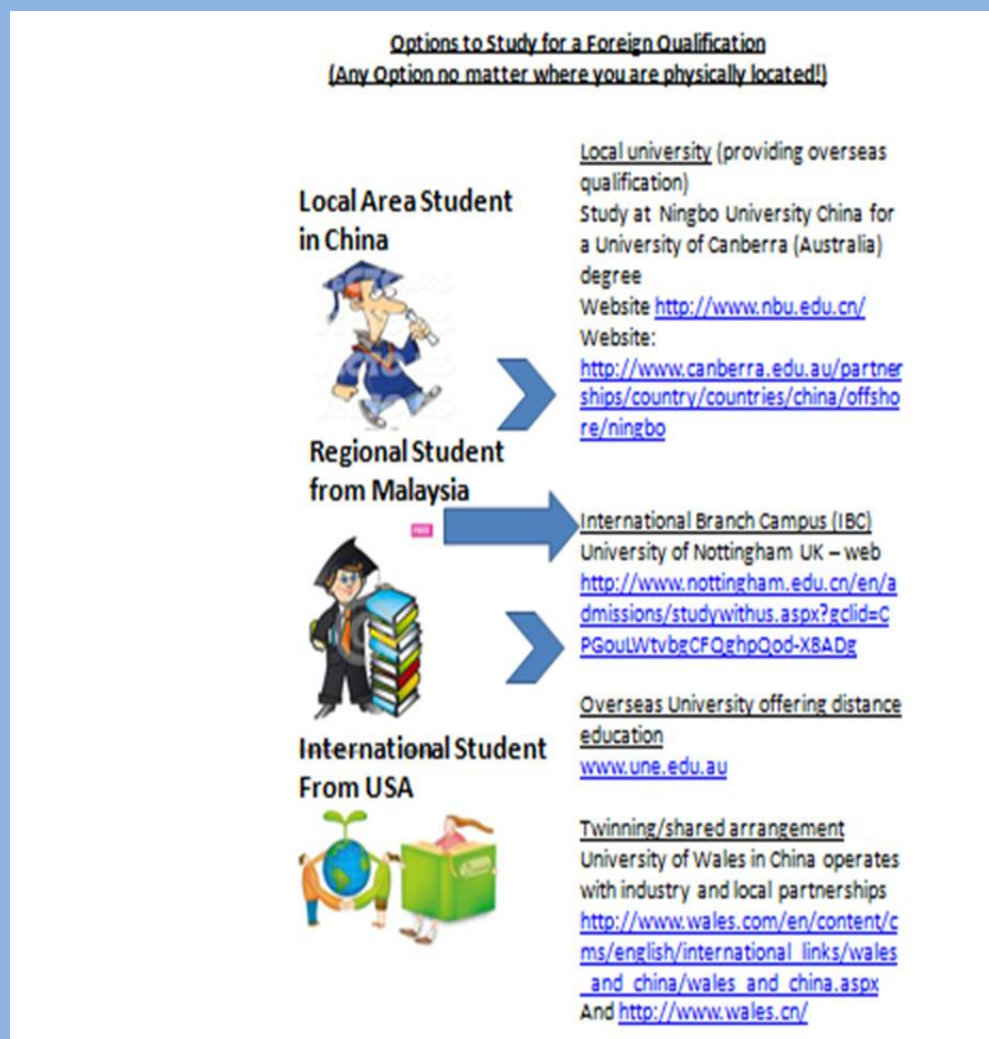 Options to Study for a Foreign Qualification
(Any Option no matter where you are physically located!)
Local Area Student
in China
Regional Student
from Malaysia
FREE
International Student
From USA
Local university (providing overseas
qualification)
Study at Ningbo University China for
a University of Canberra (Australia)
degree
Website http://www.nbu.edu.cn/
Website:
http://www.canberra.edu.au/partner
ships/country/countries/china/offsho
re/ningbo
International Branch Campus (IBC)
University of Nottingham UK – web
http://www.nottingham.edu.cn/en/a
dmissions/studywithus.aspx?gclid=C
PGouLWtvbgCFQghpQod-X8ADg
Overseas University offering distance
education
www.une.edu.au
Twinning/shared arrangement
University of Wales in China operates
with industry and local partnerships
http://www.wales.com/en/content/c
ms/english/international_links/wales
_and_china/wales_and_china.aspx
And http://www.wales.cn/